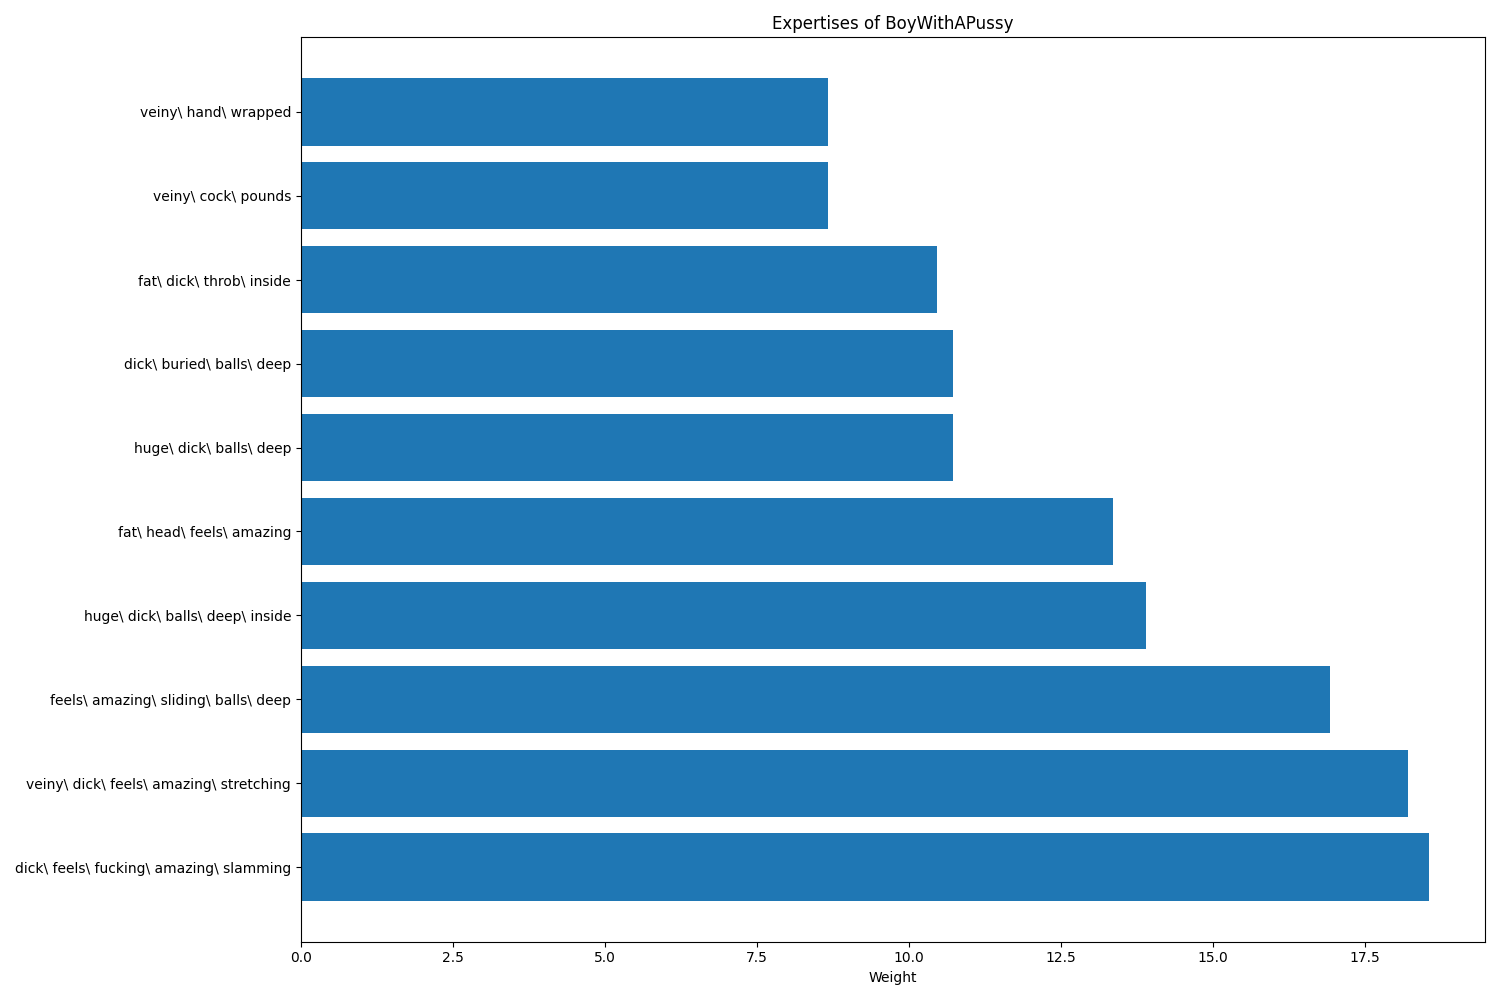 Expertises of BoyWithAPussy
veiny\ hand\ wrapped
veiny\ cock\ pounds
fat\ dick\ throb\ inside
dick\ buried\ balls\ deep
huge\ dick\ balls\ deep
fat\ head\ feels\ amazing
huge\ dick\ balls\ deep\ inside
feels\ amazing\ sliding\ balls\ deep
veiny\ dick\ feels\ amazing\ stretching
dick\ feels\ fucking\ amazing\ slamming
0.0 2.5 5.0 7.5 10.0 12.5 15.0 17.5
Weight